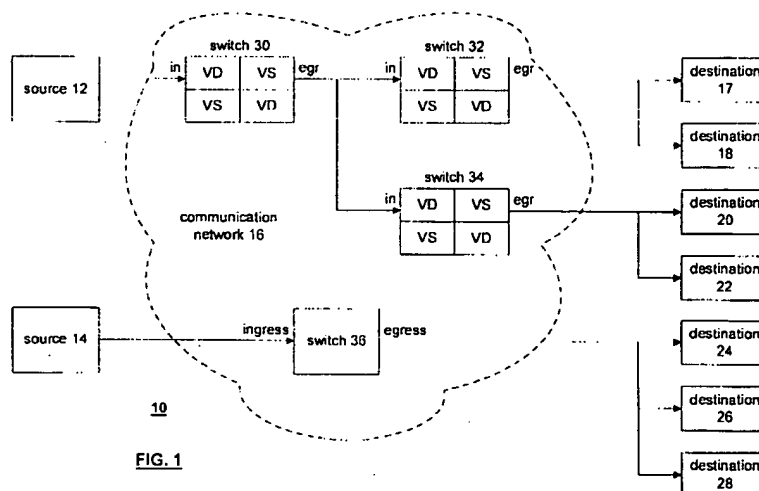 switch 30
switch 32
in
VD
VS
egr
VS
VD
in
VD
VS
egr
VS
VD
source 12
destination
17
destination
18
switch 34
in
VD
VS
egr
VS
VD
destination
20
communication
network 16
destination
22
source 14
ingress
switch 36
egress
destination
24
destination
26
destination
28
10
FIG. 1